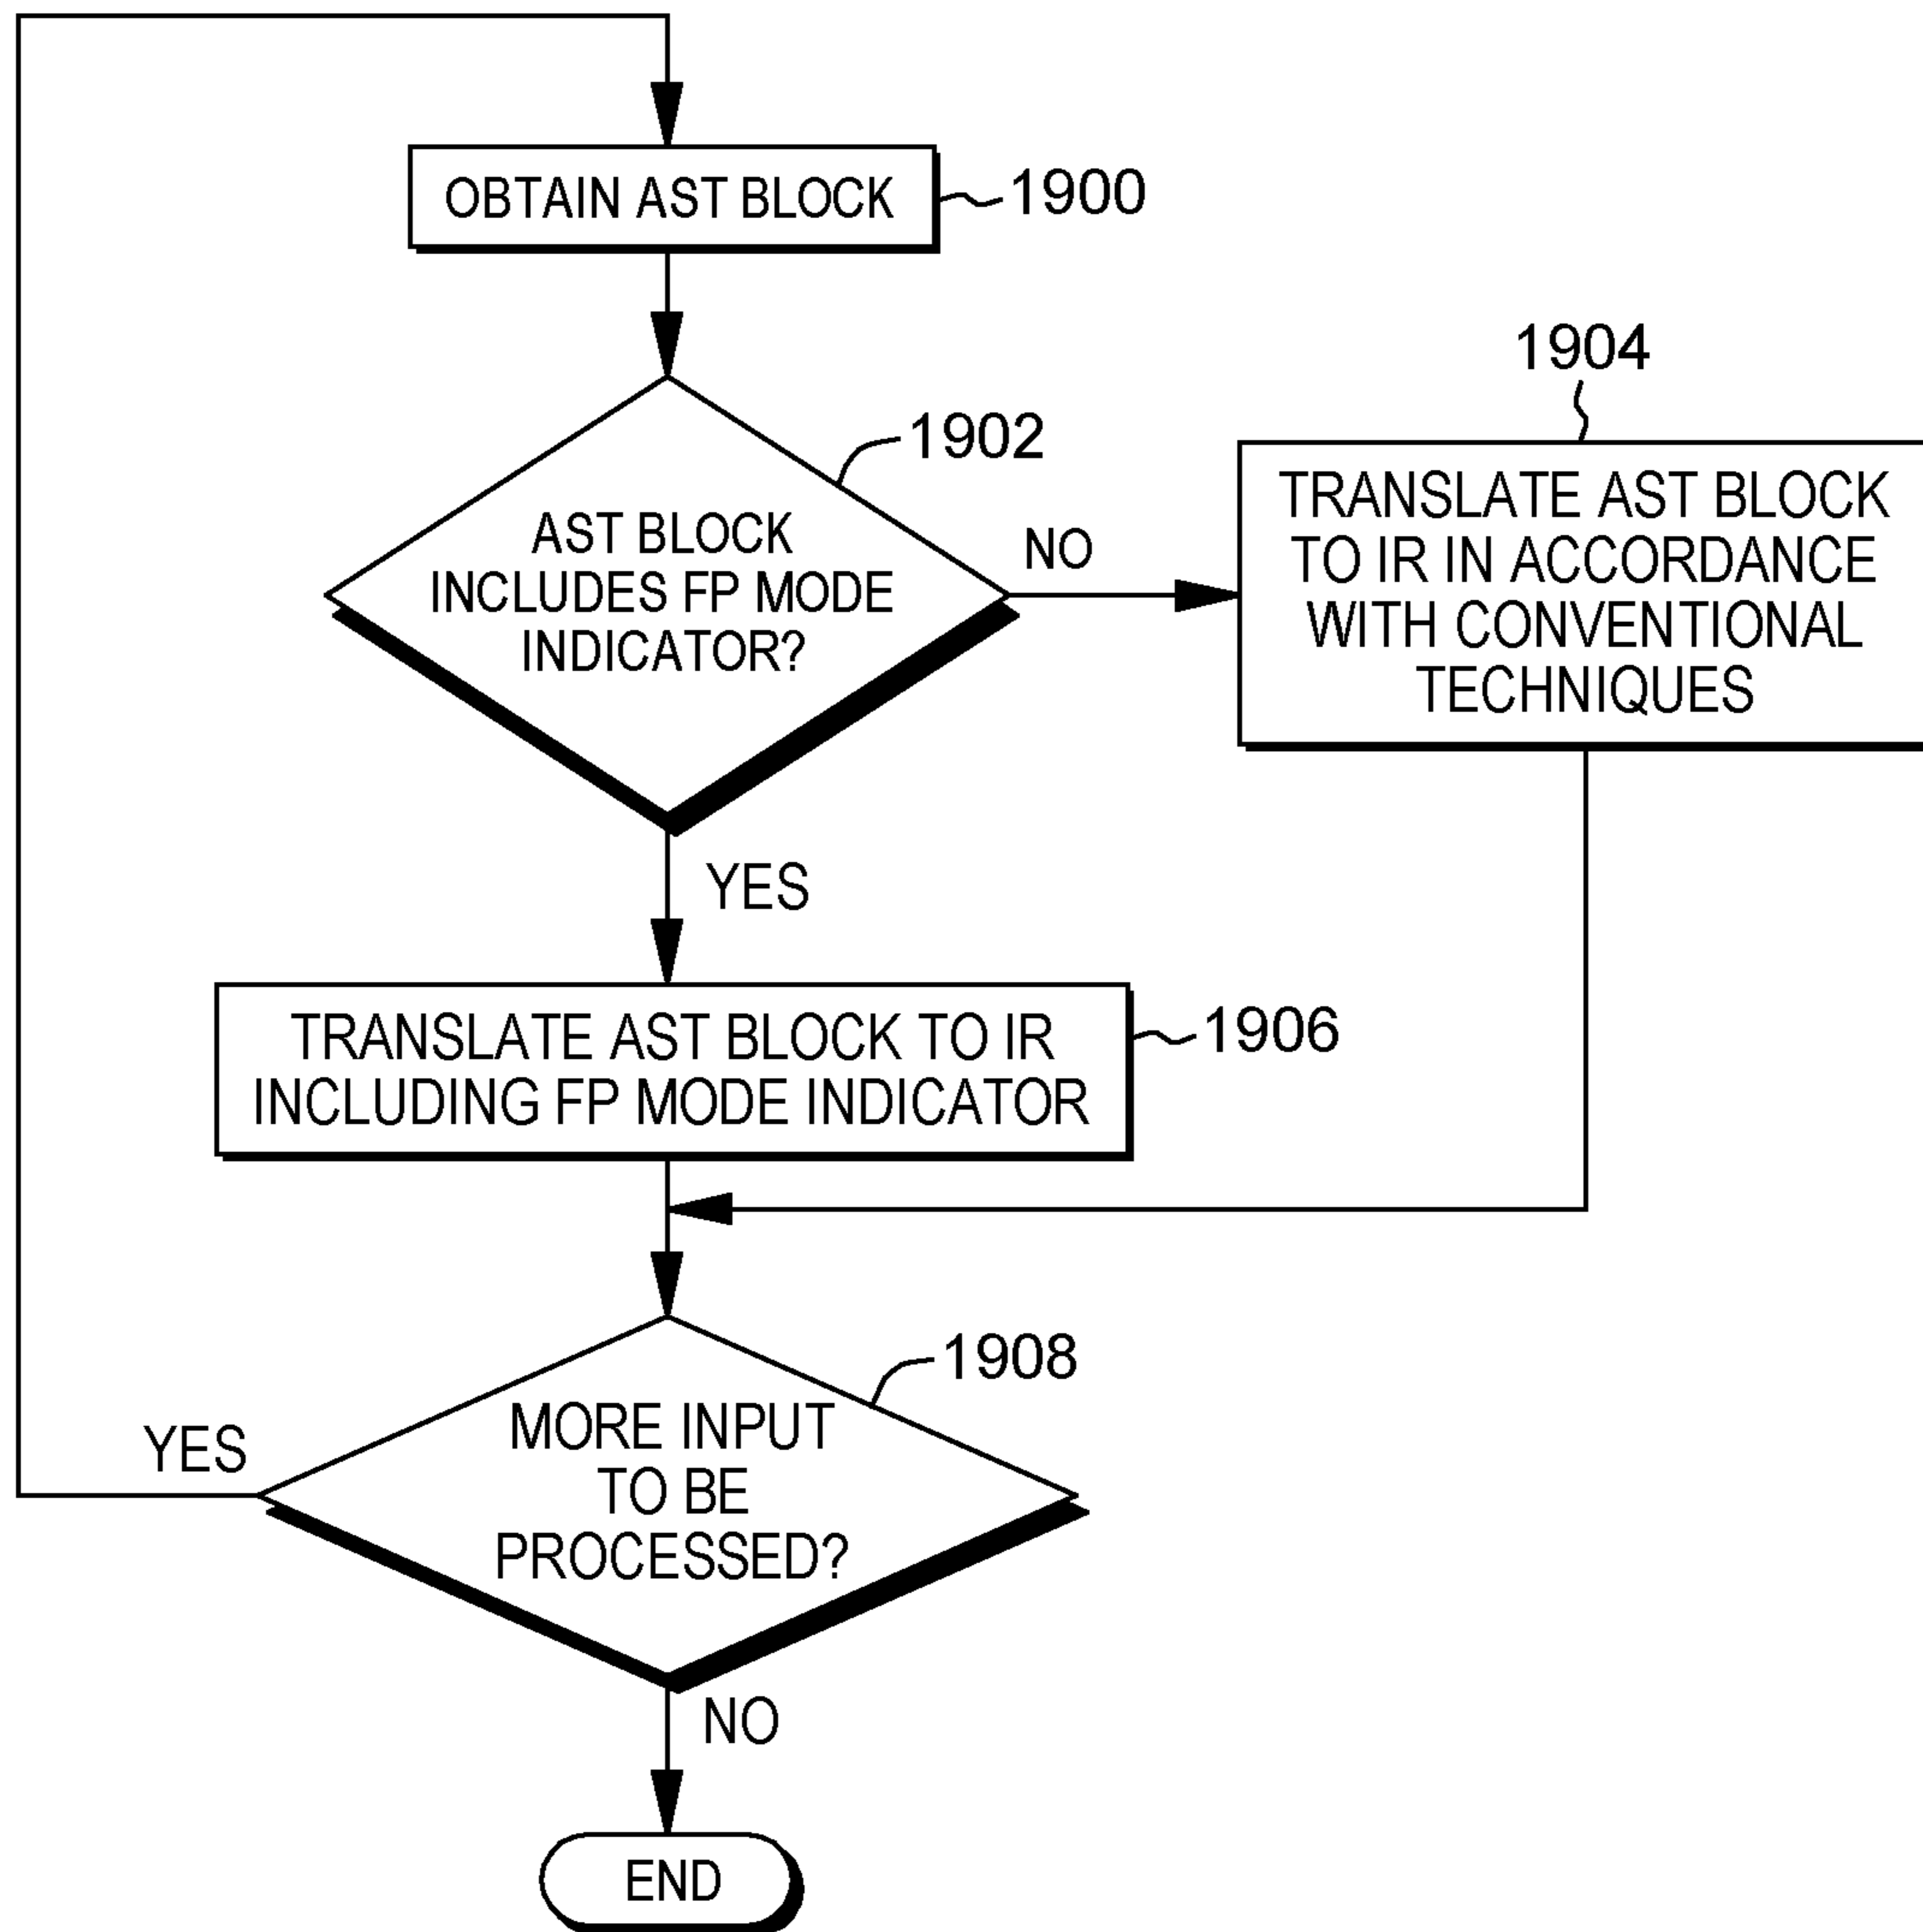 OBTAIN AST BLOCK
1900
1902
AST BLOCK
INCLUDES FP MODE
INDICATOR?
NO
1904
TRANSLATE AST BLOCK
TO IR IN ACCORDANCE
WITH CONVENTIONAL
TECHNIQUES
YES
TRANSLATE AST BLOCK TO IR
INCLUDING FP MODE INDICATOR
1906
1908
MORE INPUT
TO BE
PROCESSED?
YES
NO
END